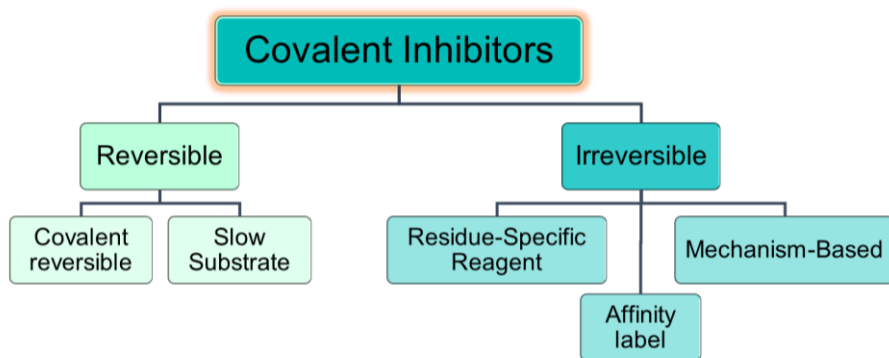 Covalent Inhibitors
Reversible
Irreversible
Covalent
reversible
Slow
Substrate
Residue-Specific
Reagent
Affinity
label
Mechanism-Based